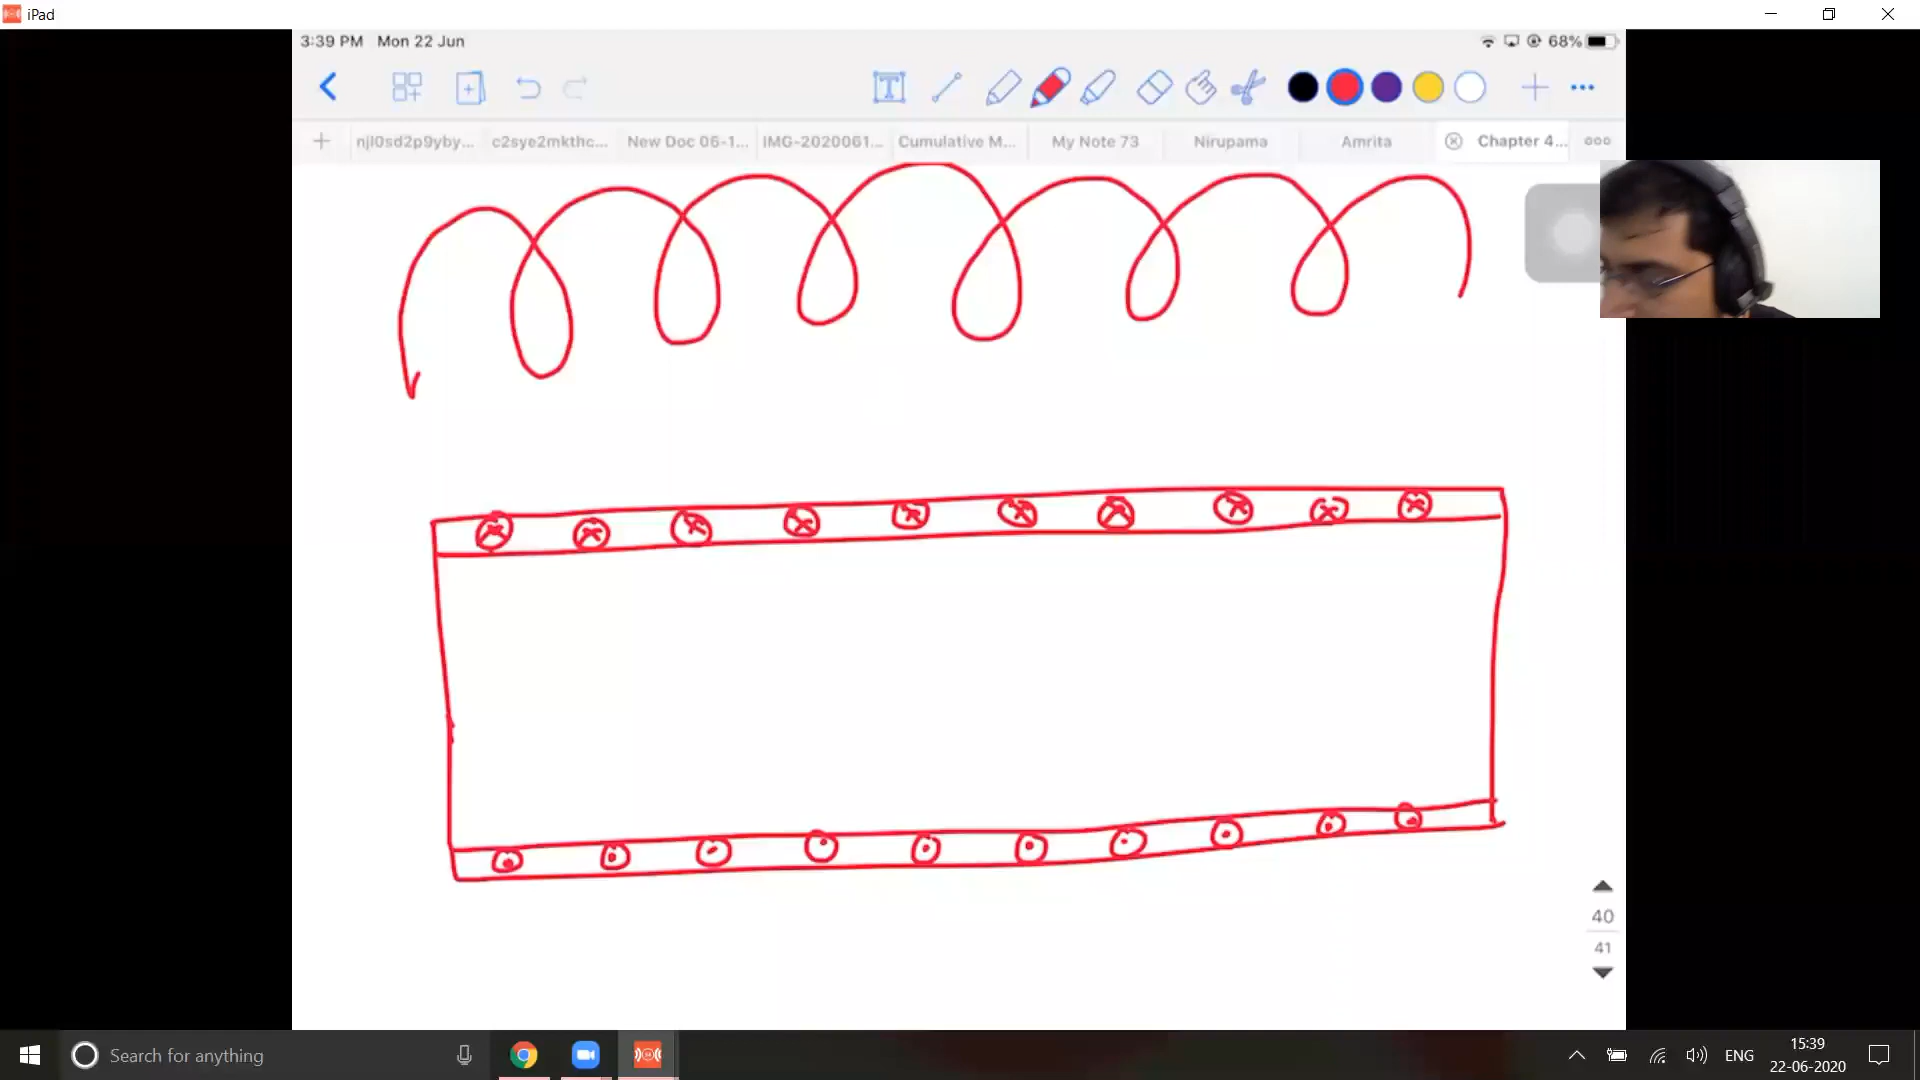 iPad
3:39 PM Mon 22 Jun
68%
T
njl0sd2p9yby... c2sye2mkthc... New Doc 06-1... IMG-2020061... Cumulative M... My Note 73 Nirupama Amrita Chapter 4...
40
41
Search for anything
ENG
15:39
22-06-2020